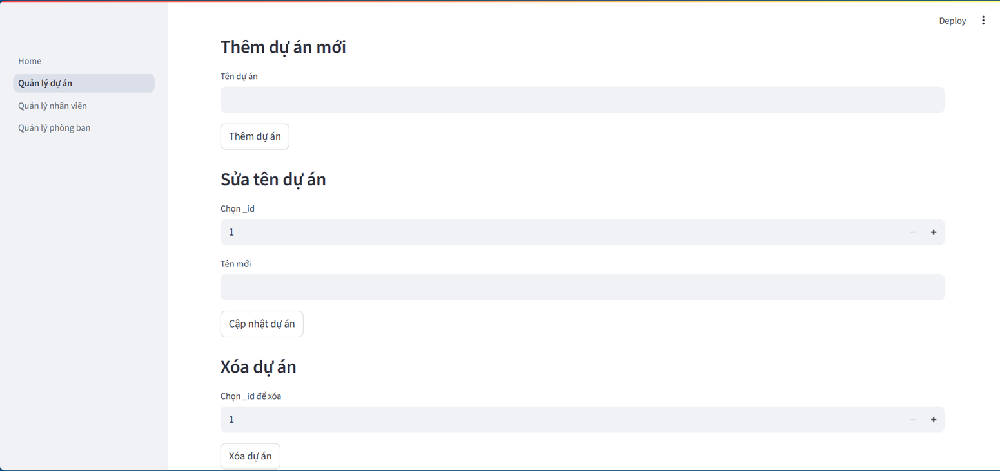 Deploy
Home
Quản lý dự án
Quản lý nhân viên
Quản lý phòng ban
Thêm dự án mới
Tên dự án
Thêm dự án
Sửa tên dự án
Chọn _id
1
Tên mới
Cập nhật dự án
Xóa dự án
Chọn _id để xóa
1
Xóa dự án